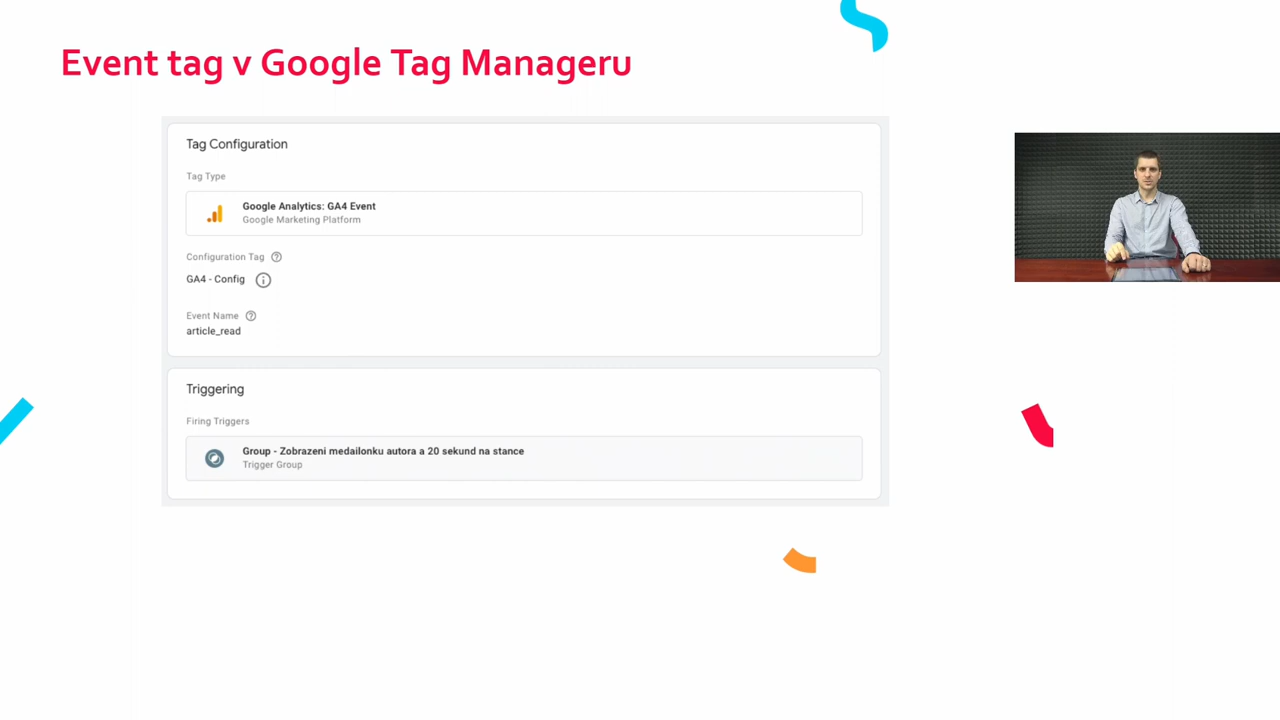 Event tag v Google Tag Manageru
Tag Configuration
Tag Type
Google Analytics: GA4 Event
Google Marketing Platform
Configuration Tag
GA4 - Config
Event Name
article_read
Triggering
Firing Triggers
Group - Zobrazeni medailonku autora a 20 sekund na stance
Trigger Group